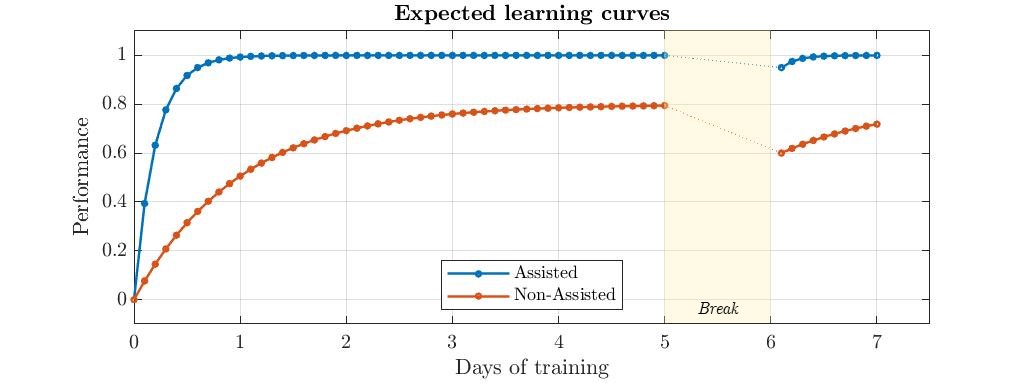 Expected learning curves
Performance
1
0.8
0.6
0.4
0.2
0
Assisted
Non-Assisted
Break
0 1 2 3 4 5 6 7
Days of training